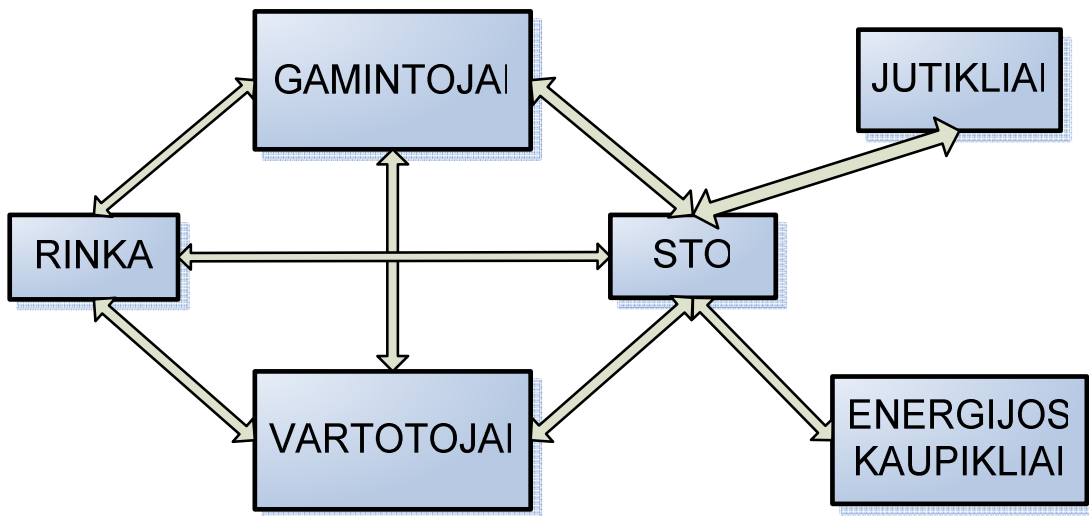 GAMINTOJAI
JUTIKLIAI
RINKA
STO
VARTOTOJAI
ENERGIJOS
KAUPIKLIAI